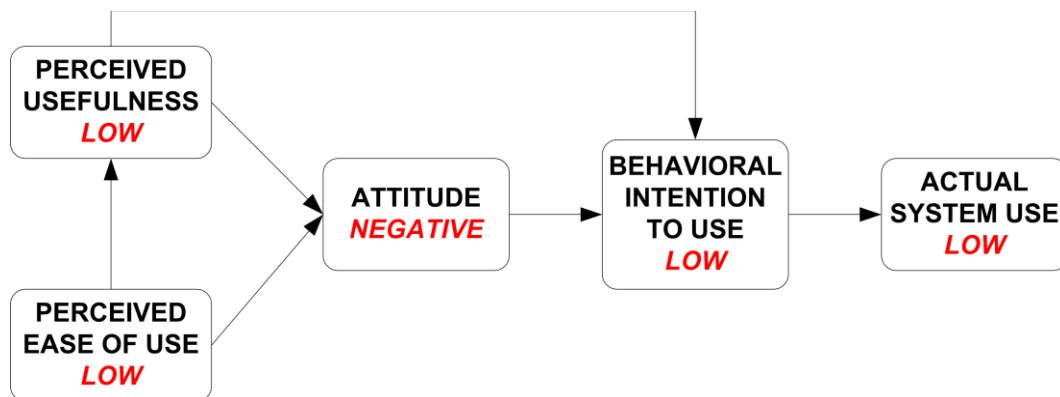 PERCEIVED
USEFULNESS
LOW
PERCEIVED
EASE OF USE
LOW
ATTITUDE
NEGATIVE
BEHAVIORAL
INTENTION
TO USE
LOW
ACTUAL
SYSTEM USE
LOW